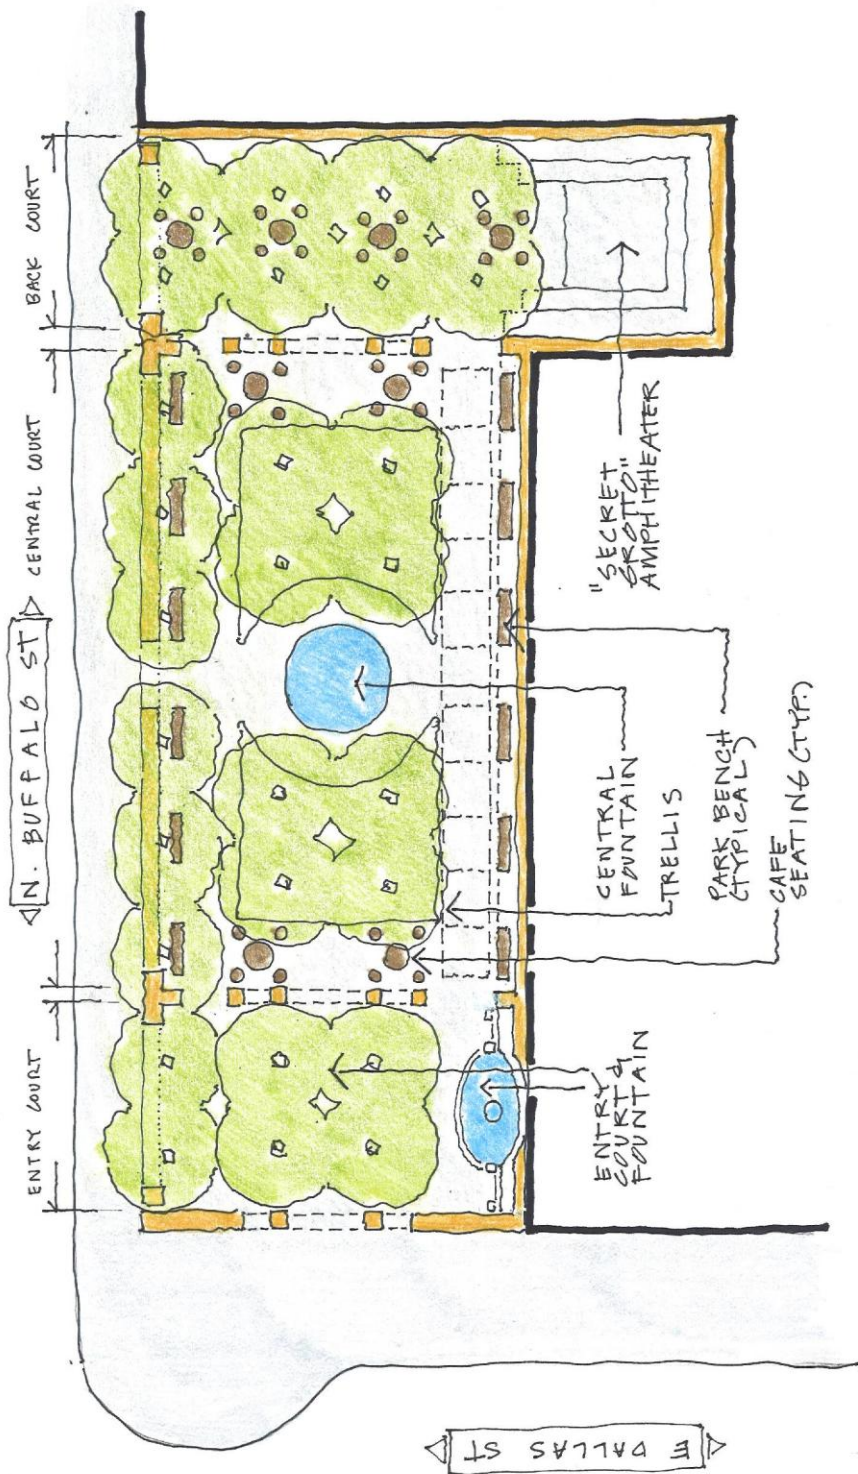 N. BUFFALO ST
ENTRY COURT
CENTRAL COURT
BACK COURT
E DALLAS ST
ENTRY
COURT &
FOUNTAIN
CENTRAL
FOUNTAIN
TRELLIS
PARK BENCH
(TYPICAL)
CAFE
SEATING (TYP.)
"SECRET
GROTTO"
AMPHITHEATER